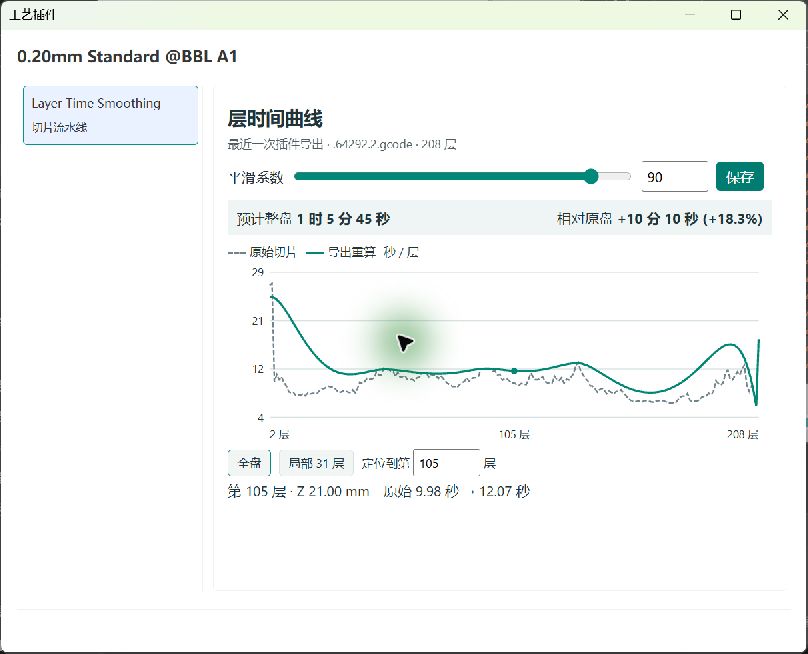 工艺插件
0.20mm Standard @BBL A1
Layer Time Smoothing
切片流水线
层时间曲线
最近一次插件导出 · .64292.2.gcode · 208 层
平滑系数 90 保存
预计整盘 1 时 5 分 45 秒 相对原盘 +10 分 10 秒 (+18.3%)
原始切片 导出重算 秒 / 层
29
21
12
4
2 层 105 层 208 层
全盘 局部 31 层 定位到第 105 层
第 105 层 · Z 21.00 mm 原始 9.98 秒 · 12.07 秒